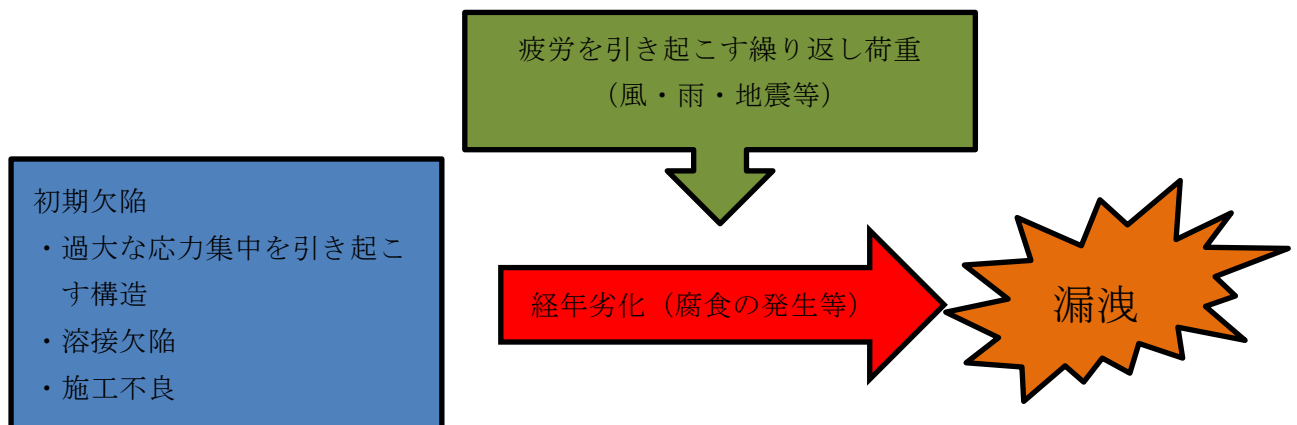 疲労を引き起こす繰り返し荷重
（風・雨・地震等）
初期欠陥
・過大な応力集中を引き起こ
す構造
・溶接欠陥
・施工不良
経年劣化（腐食の発生等）
漏洩